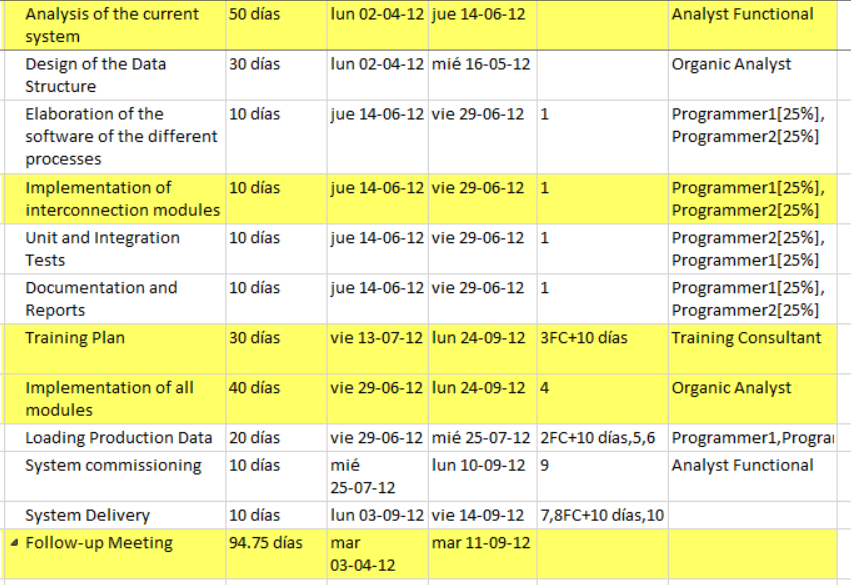 Analysis of the current 50 días lun 02-04-12 jue 14-06-12 Analyst Functional
system
Design of the Data 30 días lun 02-04-12 mié 16-05-12 Organic Analyst
Structure
Elaboration of the 10 días jue 14-06-12 vie 29-06-12 1 Programmer1[25%],
software of the different Programmer2[25%]
processes
Implementation of 10 días jue 14-06-12 vie 29-06-12 1 Programmer1[25%],
interconnection modules Programmer2[25%]
Unit and Integration 10 días jue 14-06-12 vie 29-06-12 1 Programmer2[25%],
Tests Programmer1[25%]
Documentation and 10 días jue 14-06-12 vie 29-06-12 1 Programmer1[25%],
Reports Programmer2[25%]
Training Plan 30 días vie 13-07-12 lun 24-09-12 3FC+10 días Training Consultant
Implementation of all 40 días vie 29-06-12 lun 24-09-12 4 Organic Analyst
modules
Loading Production Data 20 días vie 29-06-12 mié 25-07-12 2FC+10 días,5,6 Programmer1,Progra
System commissioning 10 días mié lun 10-09-12 9 Analyst Functional
25-07-12
System Delivery 10 días lun 03-09-12 vie 14-09-12 7,8FC+10 días,10
Follow-up Meeting 94.75 días mar mar 11-09-12
03-04-12